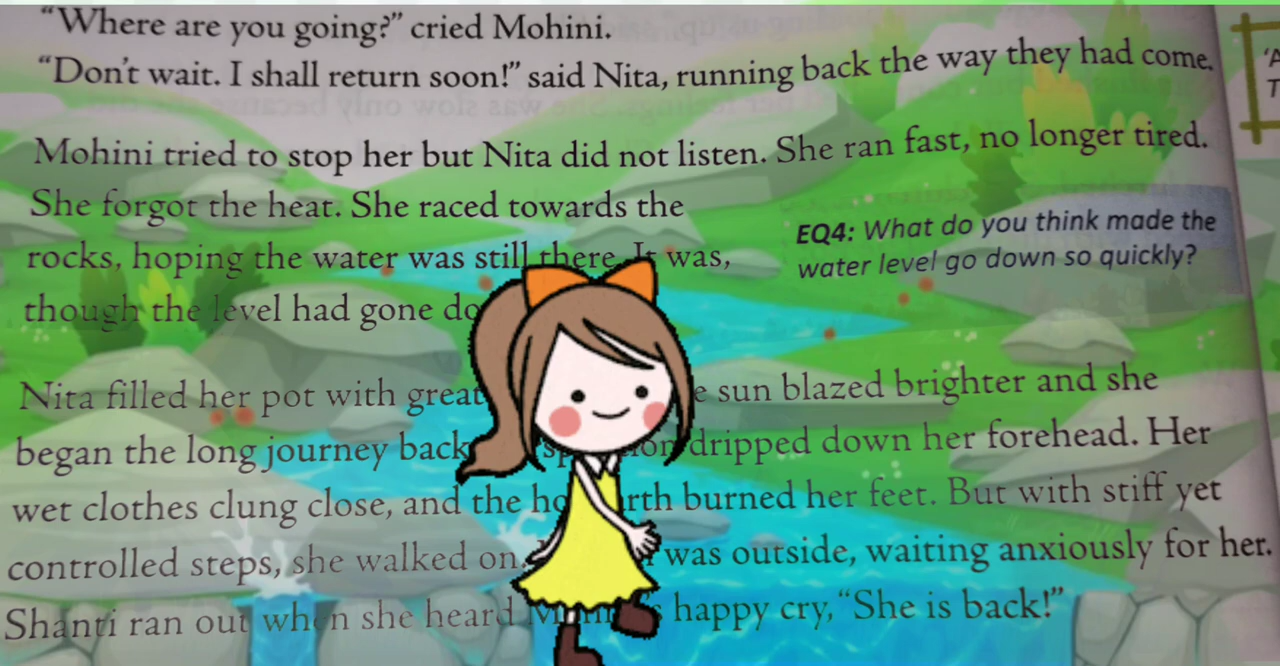 “Where are you going?” cried Mohini.
“Don't wait. I shall return soon!” said Nita, running back the way they had come.
Mohini tried to stop her but Nita did not listen. She ran fast, no longer tired.
She forgot the heat. She raced towards the
rocks, hoping the water was still there. It was,
though the level had gone
EQ4: What do you think made the
water level go down so quickly?
Nita filled her pot with great sun blazed brighter and she
began the long journey back dripped down her forehead. Her
wet clothes clung close, and the burned her feet. But with stiff yet
controlled steps, she walked on. was outside, waiting anxiously for her.
Shanti ran out when she heard happy cry, “She is back!”